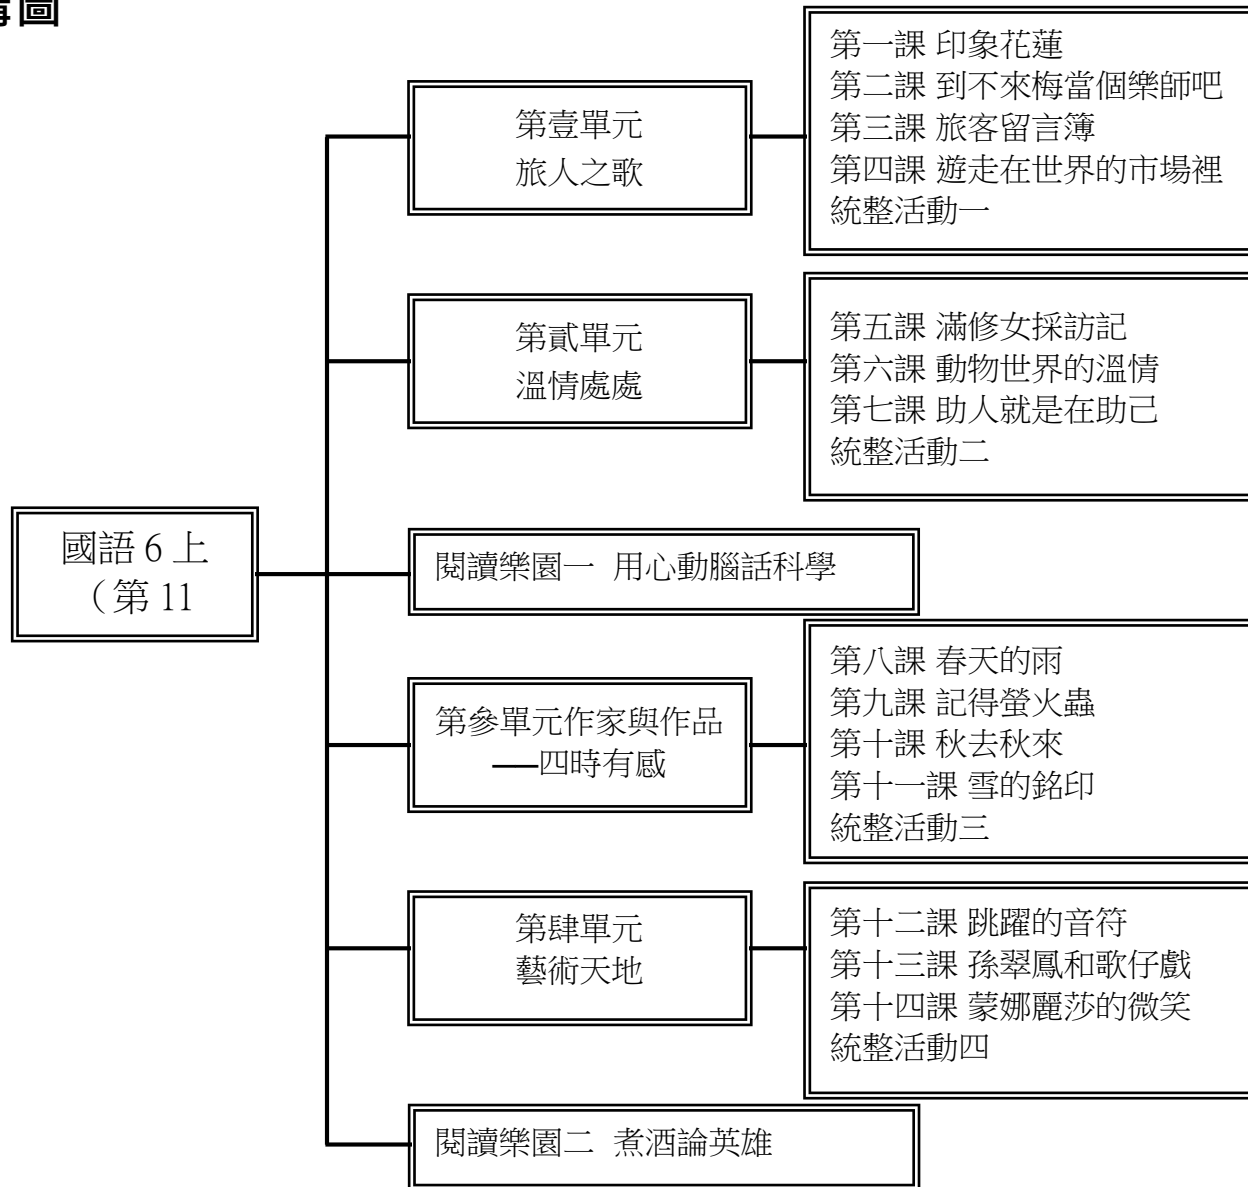 構圖
第壹單元
旅人之歌
第一課 印象花蓮
第二課 到不來梅當個樂師吧
第三課 旅客留言簿
第四課 遊走在世界的市場裡
統整活動一
第貳單元
溫情處處
第五課 滿修女採訪記
第六課 動物世界的溫情
第七課 助人就是在助己
統整活動二
國語 6 上
（第 11
閱讀樂園一 用心動腦話科學
第參單元作家與作品
──四時有感
第八課 春天的雨
第九課 記得螢火蟲
第十課 秋去秋來
第十一課 雪的銘印
統整活動三
第肆單元
藝術天地
第十二課 跳躍的音符
第十三課 孫翠鳳和歌仔戲
第十四課 蒙娜麗莎的微笑
統整活動四
閱讀樂園二 煮酒論英雄